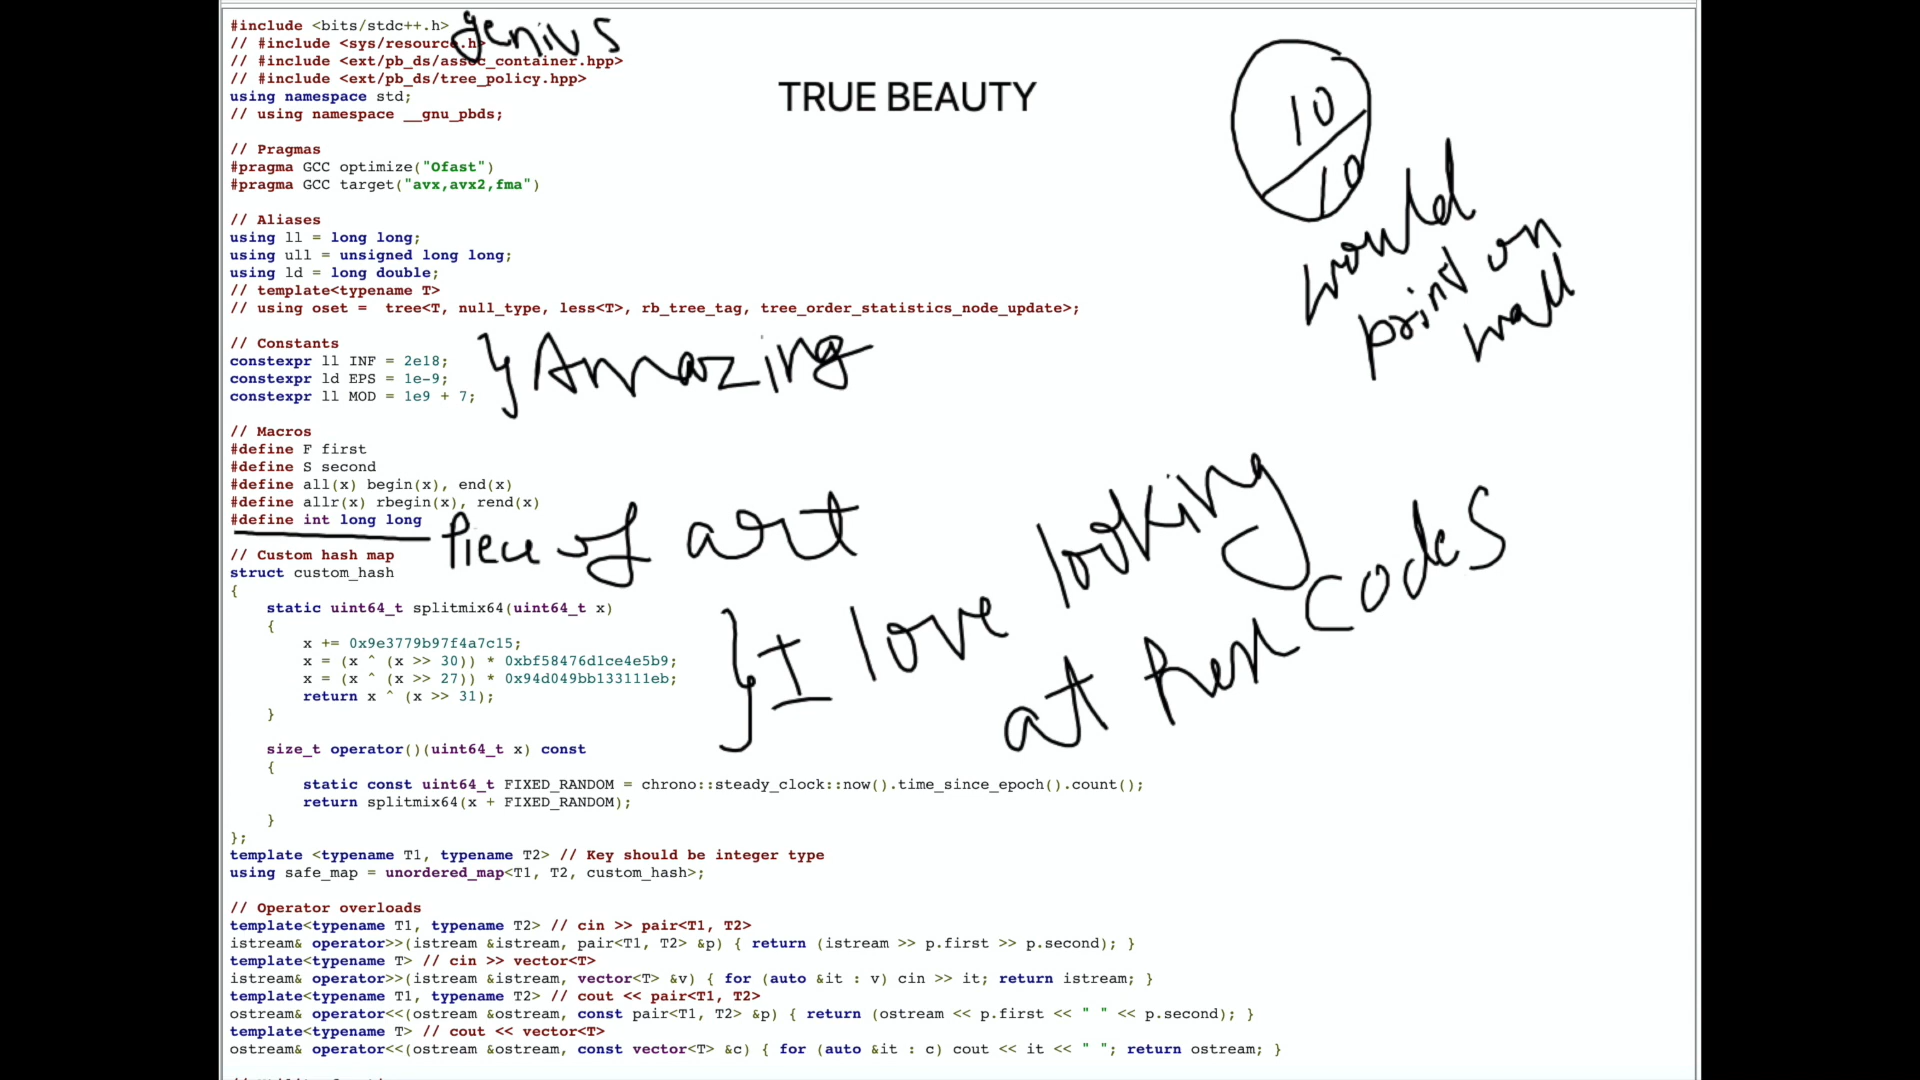 #include <bits/stdc++.h>
genius
// #include <sys/resource.h>
// #include <ext/pb_ds/assoc_container.hpp>
// #include <ext/pb_ds/tree_policy.hpp>
using namespace std;
// using namespace __gnu_pbds;
TRUE BEAUTY
10
10
would
print on
wall
// Pragmas
#pragma GCC optimize("Ofast")
#pragma GCC target("avx,avx2,fma")
// Aliases
using ll = long long;
using ull = unsigned long long;
using ld = long double;
// template<typename T>
// using oset =  tree<T, null_type, less<T>, rb_tree_tag, tree_order_statistics_node_update>;
// Constants
constexpr ll INF = 2e18;
constexpr ld EPS = 1e-9;
constexpr ll MOD = 1e9 + 7;
} Amazing
// Macros
#define F first
#define S second
#define all(x) begin(x), end(x)
#define allr(x) rbegin(x), rend(x)
#define int long long
Piece of art
// Custom hash map
struct custom_hash
{
    static uint64_t splitmix64(uint64_t x)
    {
        x += 0x9e3779b97f4a7c15;
        x = (x ^ (x >> 30)) * 0xbf58476d1ce4e5b9;
        x = (x ^ (x >> 27)) * 0x94d049bb133111eb;
        return x ^ (x >> 31);
    }
} I love looking
at codes
    size_t operator()(uint64_t x) const
    {
        static const uint64_t FIXED_RANDOM = chrono::steady_clock::now().time_since_epoch().count();
        return splitmix64(x + FIXED_RANDOM);
    }
};
template <typename T1, typename T2> // Key should be integer type
using safe_map = unordered_map<T1, T2, custom_hash>;
// Operator overloads
template<typename T1, typename T2> // cin >> pair<T1, T2>
istream& operator>>(istream &istream, pair<T1, T2> &p) { return (istream >> p.first >> p.second); }
template<typename T> // cin >> vector<T>
istream& operator>>(istream &istream, vector<T> &v) { for (auto &it : v) cin >> it; return istream; }
template<typename T1, typename T2> // cout << pair<T1, T2>
ostream& operator<<(ostream &ostream, const pair<T1, T2> &p) { return (ostream << p.first << " " << p.second); }
template<typename T> // cout << vector<T>
ostream& operator<<(ostream &ostream, const vector<T> &c) { for (auto &it : c) cout << it << " "; return ostream; }